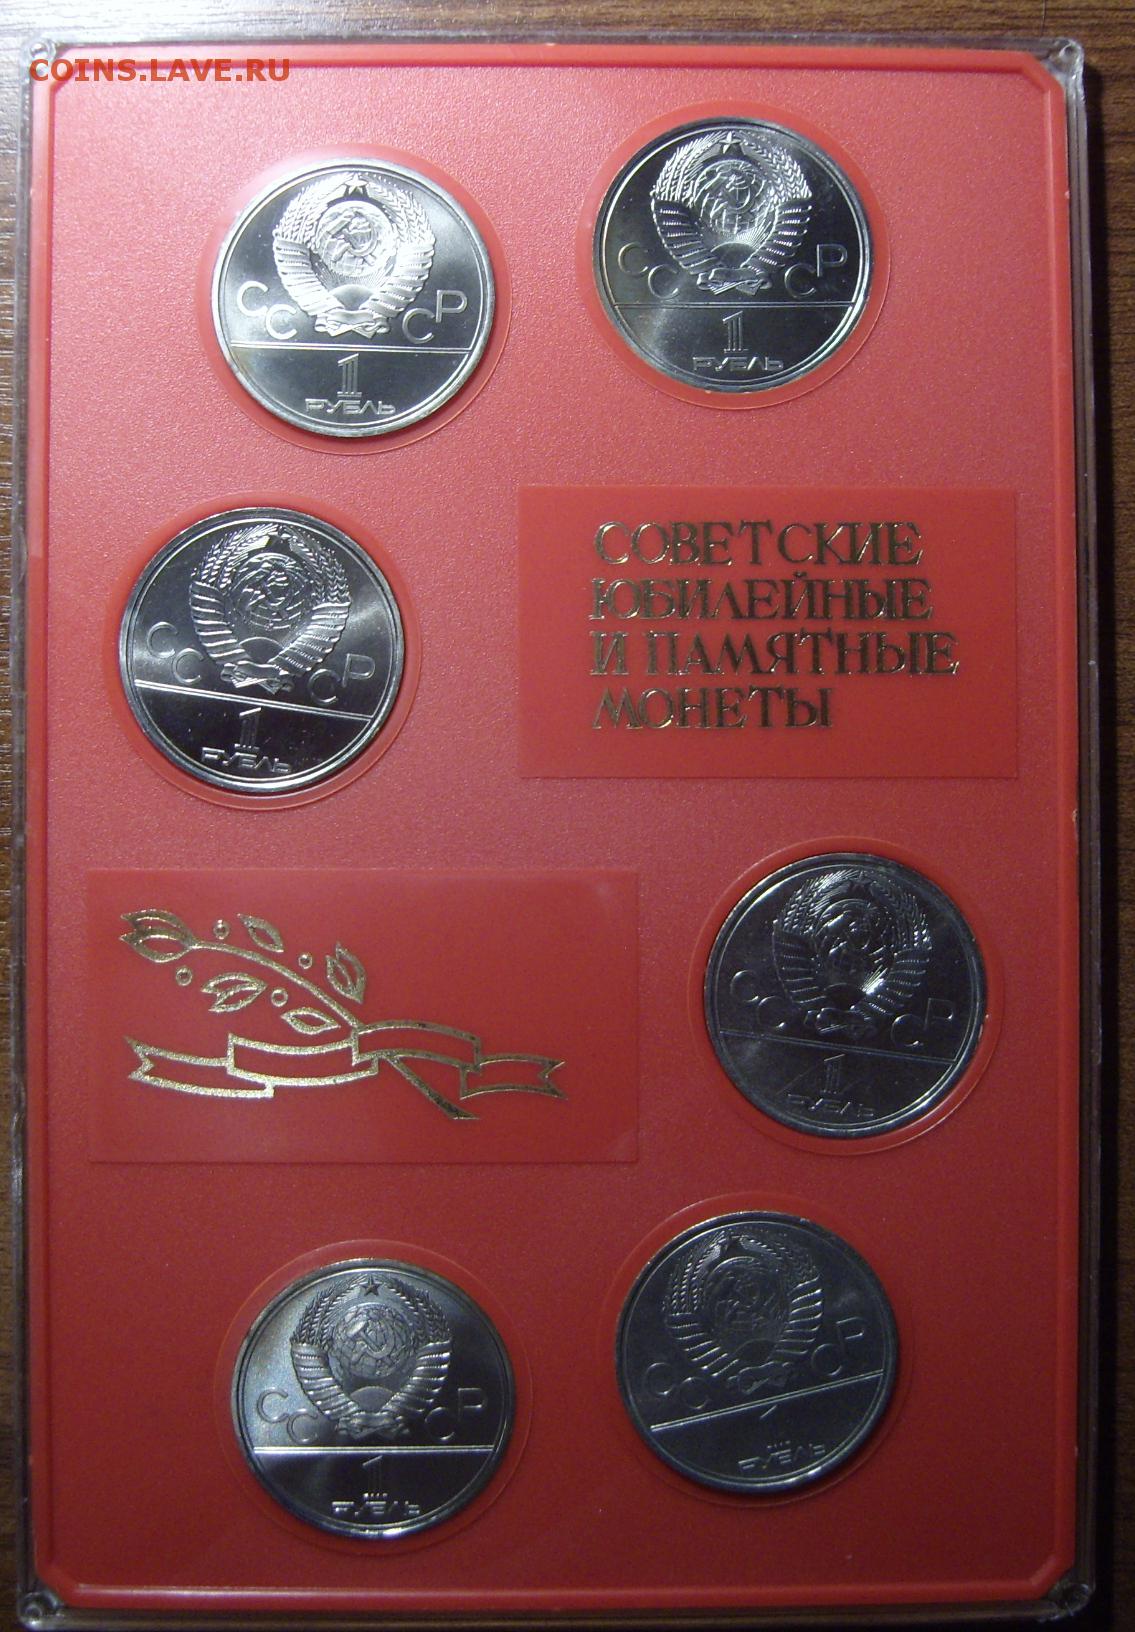 COINS.LAVE.RU
СССР
1
РУБЛЬ
СССР
1
РУБЛЬ
СССР
1
РУБЛЬ
СОВЕТСКИЕ
ЮБИЛЕЙНЫЕ
И ПАМЯТНЫЕ
МОНЕТЫ
СССР
1
РУБЛЬ
СССР
1
РУБЛЬ
СССР
1
РУБЛЬ